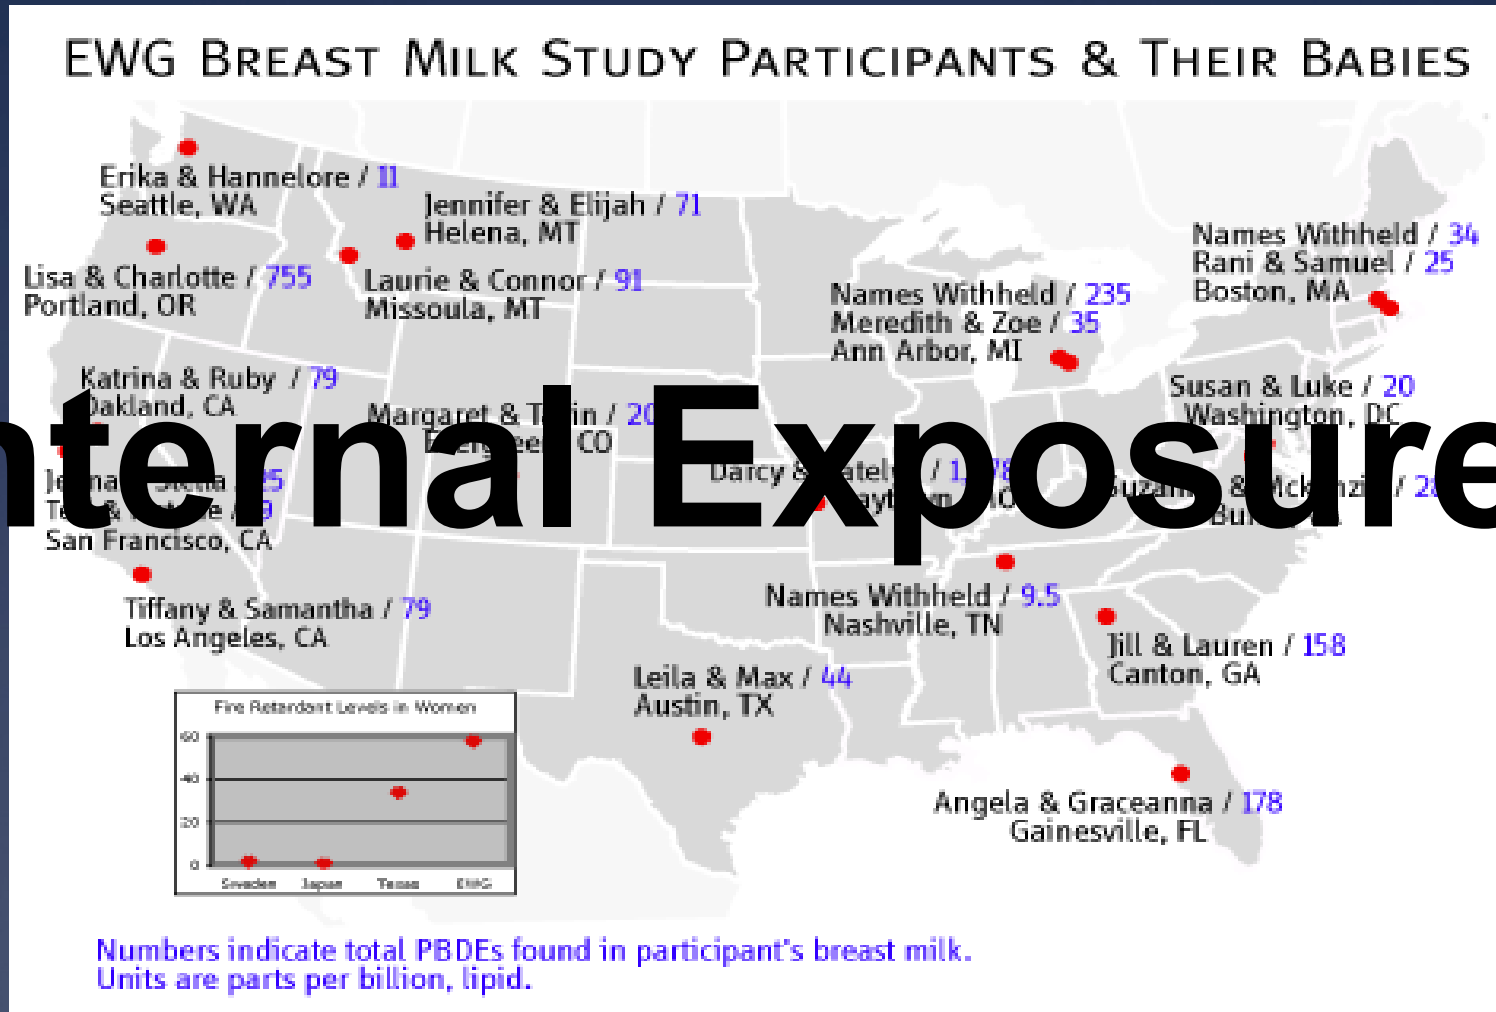 EWG BREAST MILK STUDY PARTICIPANTS & THEIR BABIES
Erika & Hannelore / 11
Seattle, WA
Jennifer & Elijah / 71
Helena, MT
Lisa & Charlotte / 755
Portland, OR
Laurie & Connor / 91
Missoula, MT
Names Withheld / 34
Rani & Samuel / 25
Boston, MA
Names Withheld / 235
Meredith & Zoe / 35
Ann Arbor, MI
Katrina & Ruby / 79
Oakland, CA
Susan & Luke / 20
Washington, DC
Margaret & / 20
CO
nternal Exposure
Darcy &
San Francisco, CA
Names Withheld / 9.5
Nashville, TN
Tiffany & Samantha / 79
Los Angeles, CA
Jill & Lauren / 158
Canton, GA
Leila & Max / 44
Austin, TX
Angela & Graceanna / 178
Gainesville, FL
Fire Retardant Levels in Women
60
40
20
0
Sweden Japan Texas EWG
Numbers indicate total PBDEs found in participant's breast milk.
Units are parts per billion, lipid.